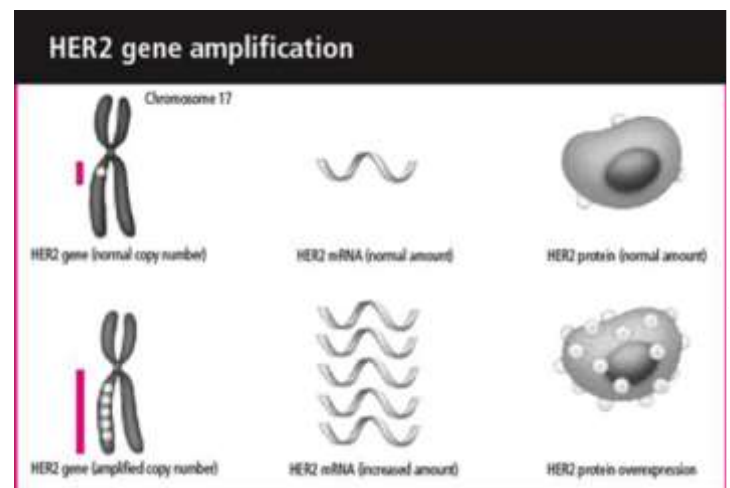 HER2 gene amplification
Chromosome 17
HER2 gene (normal copy number)
HER2 mRNA (normal amount)
HER2 protein (normal amount)
HER2 gene (amplified copy number)
HER2 mRNA (increased amount)
HER2 protein overexpression